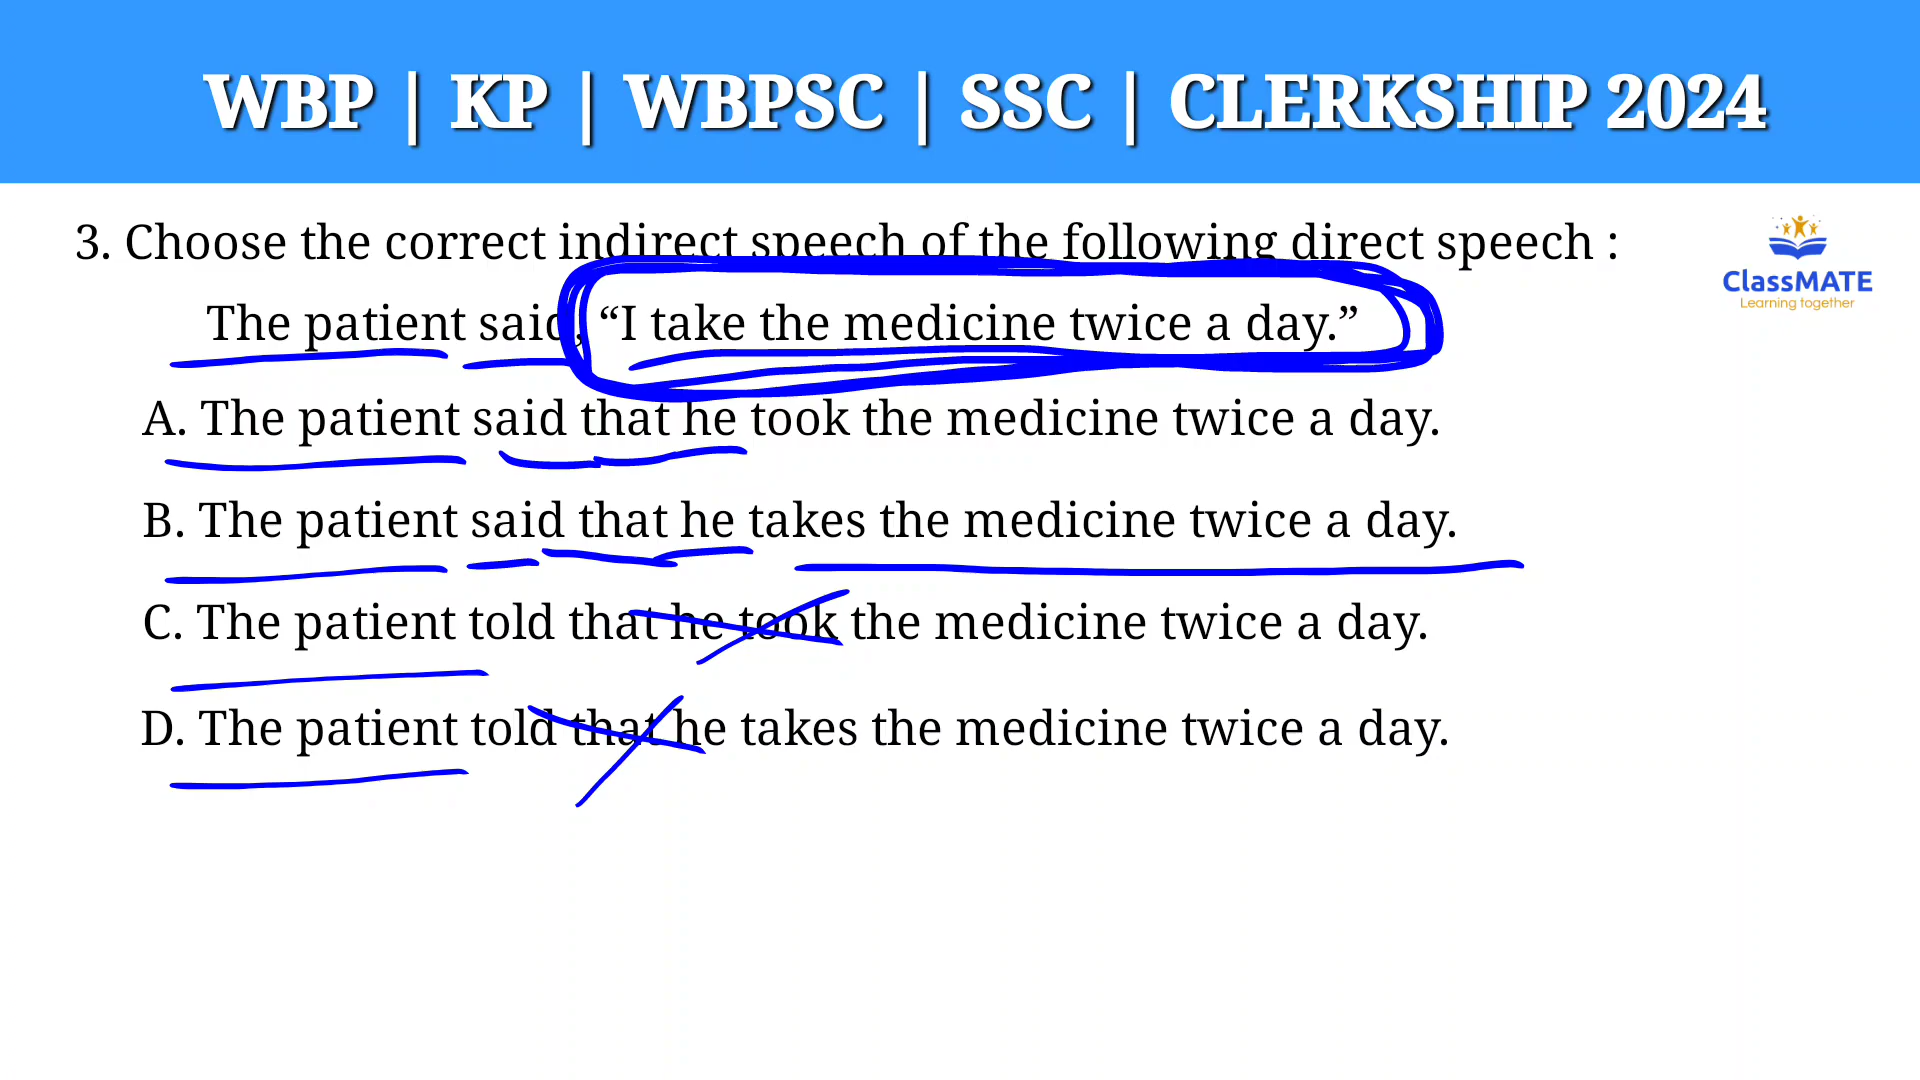 WBP | KP | WBPSC | SSC | CLERKSHIP 2024
3. Choose the correct indirect speech of the following direct speech :
ClassMATE
Learning together
The patient said, “I take the medicine twice a day.”
A. The patient said that he took the medicine twice a day.
B. The patient said that he takes the medicine twice a day.
C. The patient told that he took the medicine twice a day.
D. The patient told that he takes the medicine twice a day.